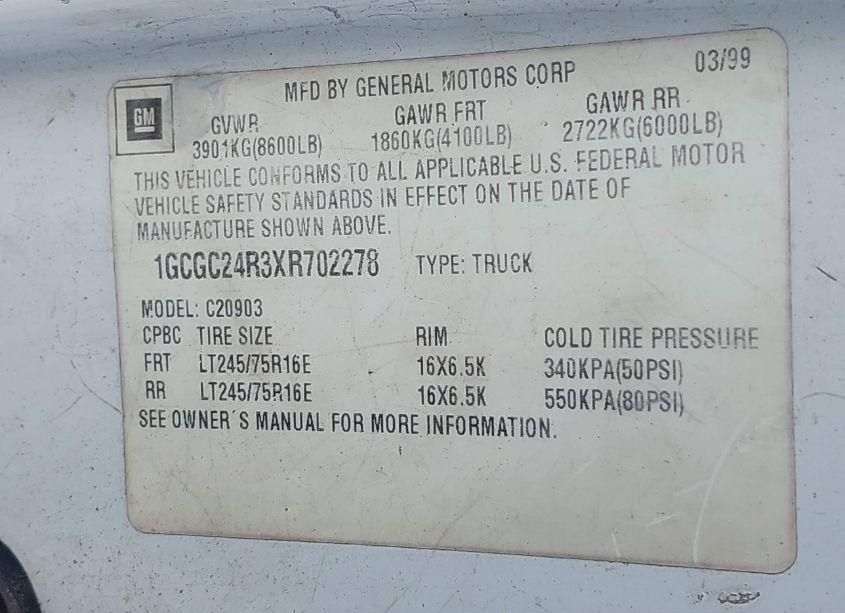 MFD BY GENERAL MOTORS CORP 03/99
GM
GVWR GAWR FRT GAWR RR
3901KG(8600LB) 1860KG(4100LB) 2722KG(6000LB)
THIS VEHICLE CONFORMS TO ALL APPLICABLE U.S. FEDERAL MOTOR
VEHICLE SAFETY STANDARDS IN EFFECT ON THE DATE OF
MANUFACTURE SHOWN ABOVE.
1GCGC24R3XR702278 TYPE: TRUCK
MODEL: C20903
CPBC TIRE SIZE RIM COLD TIRE PRESSURE
FRT LT245/75R16E 16X6.5K 340KPA(50PSI)
RR LT245/75R16E 16X6.5K 550KPA(80PSI)
SEE OWNER'S MANUAL FOR MORE INFORMATION.